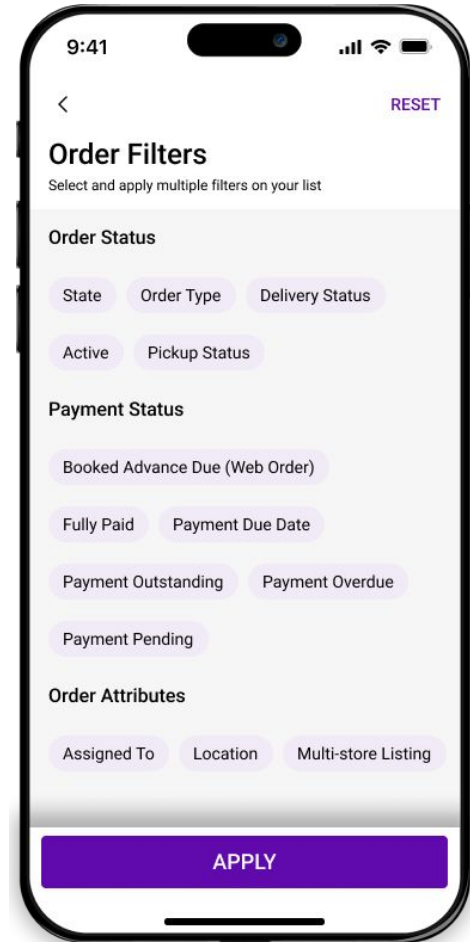 9:41
RESET
Order Filters
Select and apply multiple filters on your list
Order Status
State Order Type Delivery Status
Active Pickup Status
Payment Status
Booked Advance Due (Web Order)
Fully Paid Payment Due Date
Payment Outstanding Payment Overdue
Payment Pending
Order Attributes
Assigned To Location Multi-store Listing
APPLY